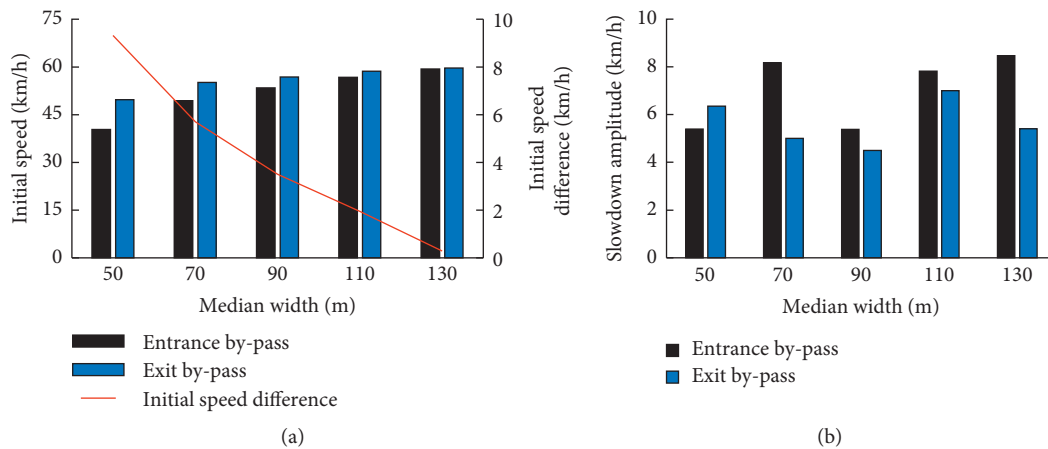 75
60
45
30
15
0
Initial speed (km/h)
10
8
6
4
2
0
Initial speed
difference (km/h)
50 70 90 110 130
Median width (m)
Entrance by-pass
Exit by-pass
Initial speed difference
(a)
10
8
6
4
2
0
Slowdown amplitude (km/h)
50 70 90 110 130
Median width (m)
Entrance by-pass
Exit by-pass
(b)